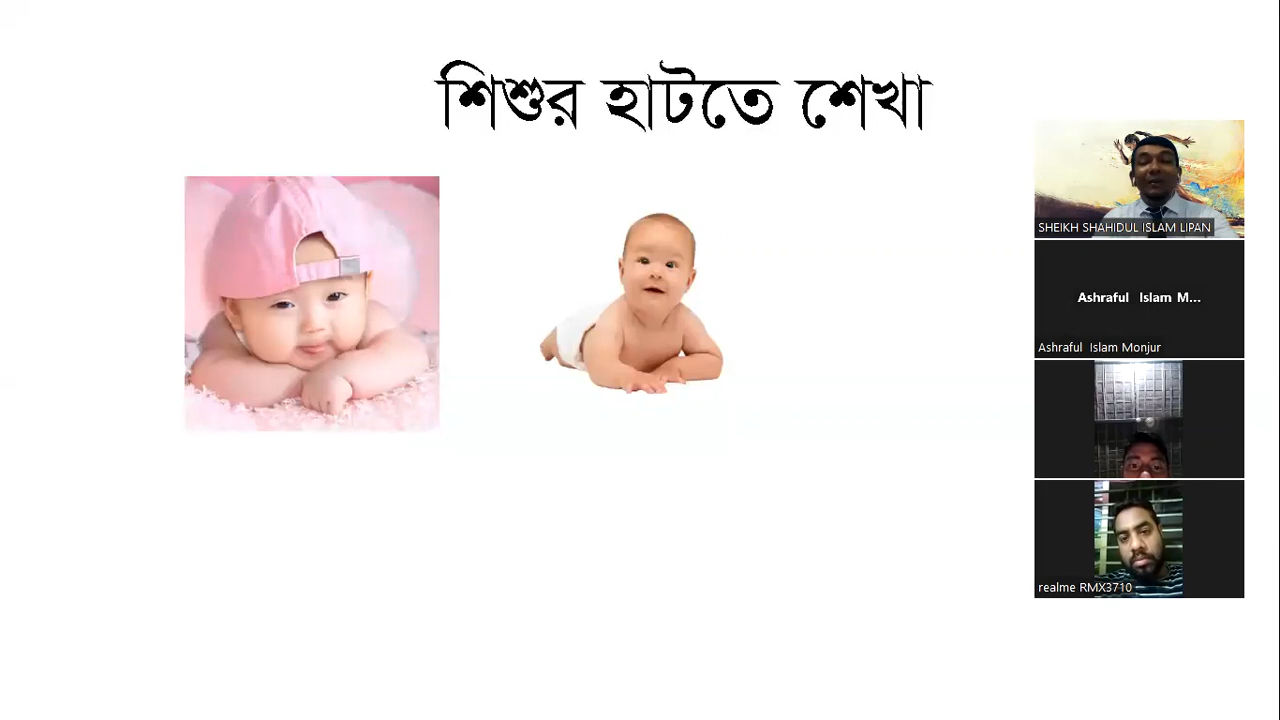 শিশুর হাটতে শেখা
SHEIKH SHAHIDUL ISLAM LIPAN
Ashraful Islam M...
Ashraful Islam Monjur
realme RMX3710